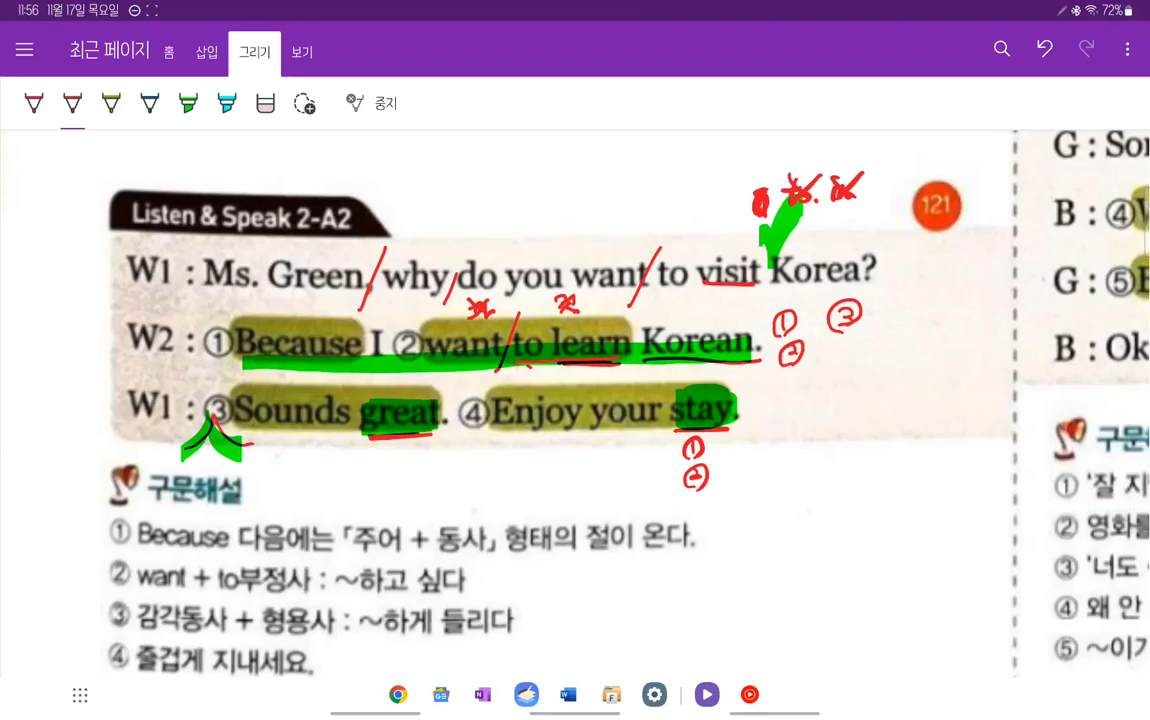 11:56 11월 17일 목요일
72%
최근 페이지 홈 삽입 그리기 보기
중지
Listen & Speak 2-A2
121
W1 : Ms. Green, why do you want to visit Korea?
① ③
W2 : ①Because I ②want to learn Korean.
②
W1 : ③Sounds great. ④Enjoy your stay.
①
②
구문해설
① Because 다음에는 「주어 + 동사」 형태의 절이 온다.
② want + to부정사 : ~하고 싶다
③ 감각동사 + 형용사 : ~하게 들리다
④ 즐겁게 지내세요.
G : Son
B : ④
G : ⑤
B : Ok
구문
① '잘 지
② 영화를
③ '너도
④ 왜 안
⑤ ~이기